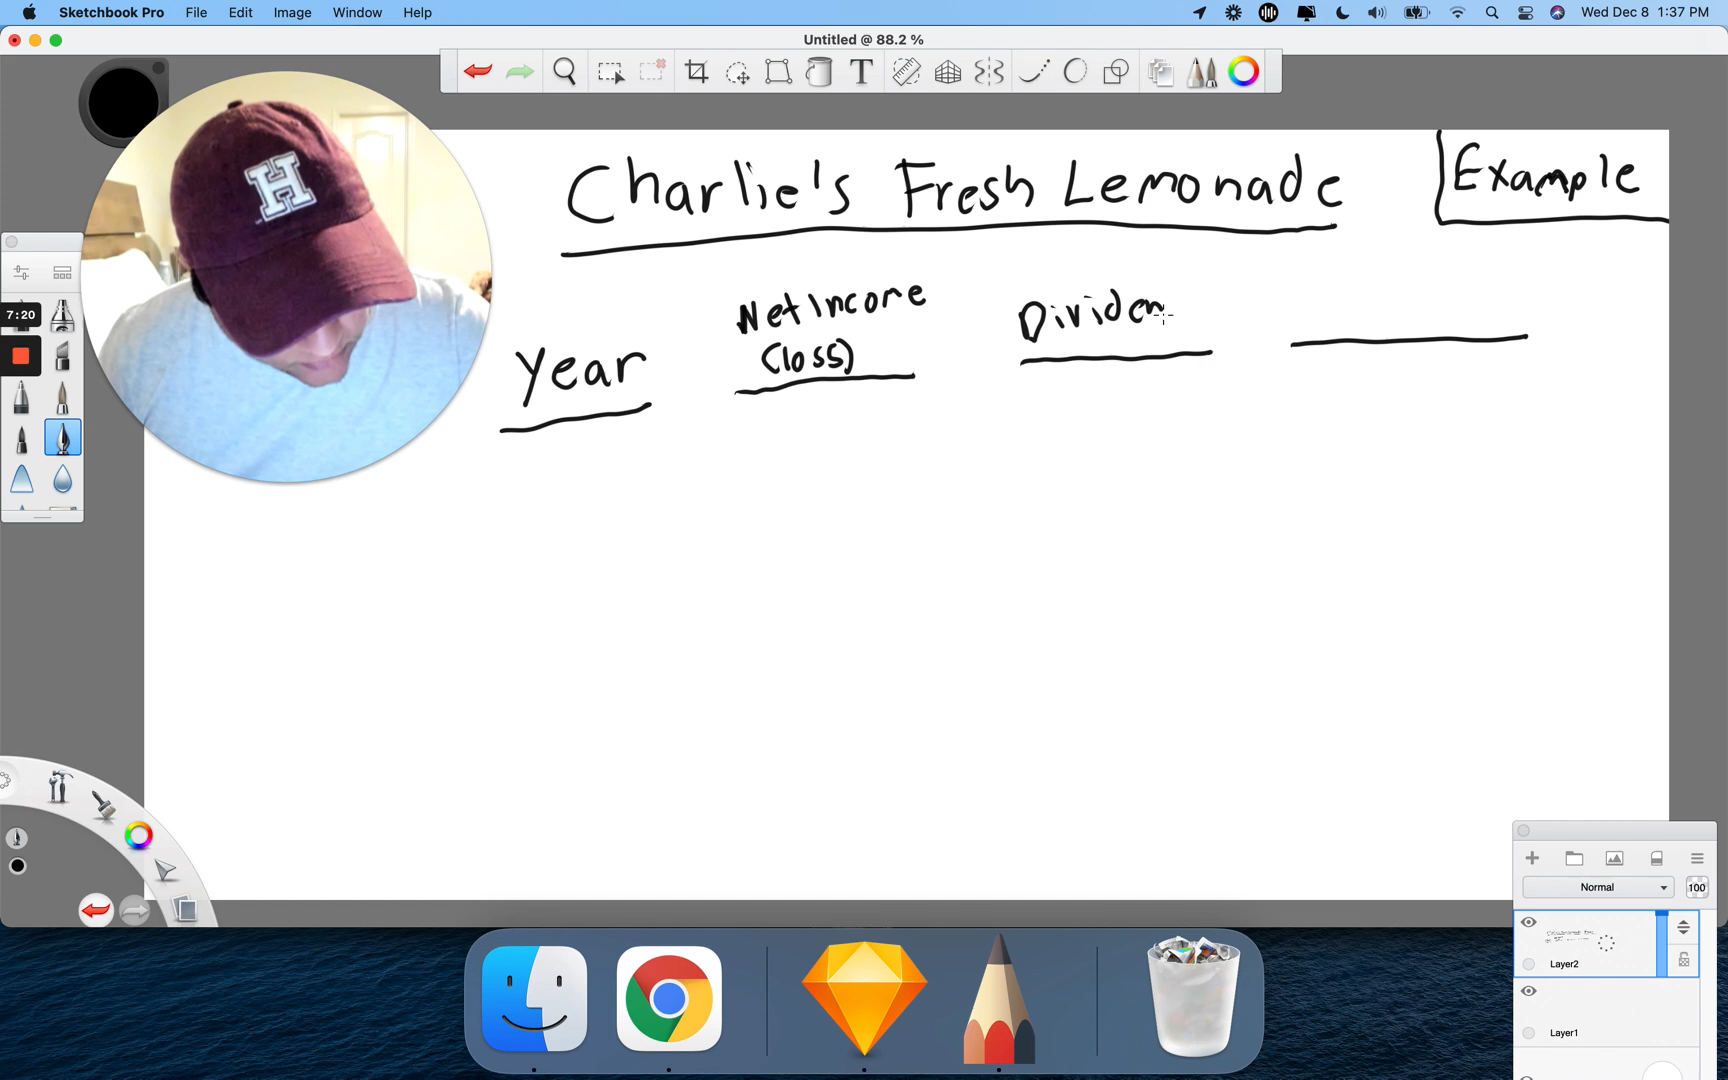 Sketchbook Pro File Edit Image Window Help Wed Dec 8 1:37 PM
Untitled @ 88.2 %
T
H
Charlie's Fresh Lemonade
Example
7:20
Year
Net Income
(loss)
Dividen
Normal
100
Layer2
Layer1